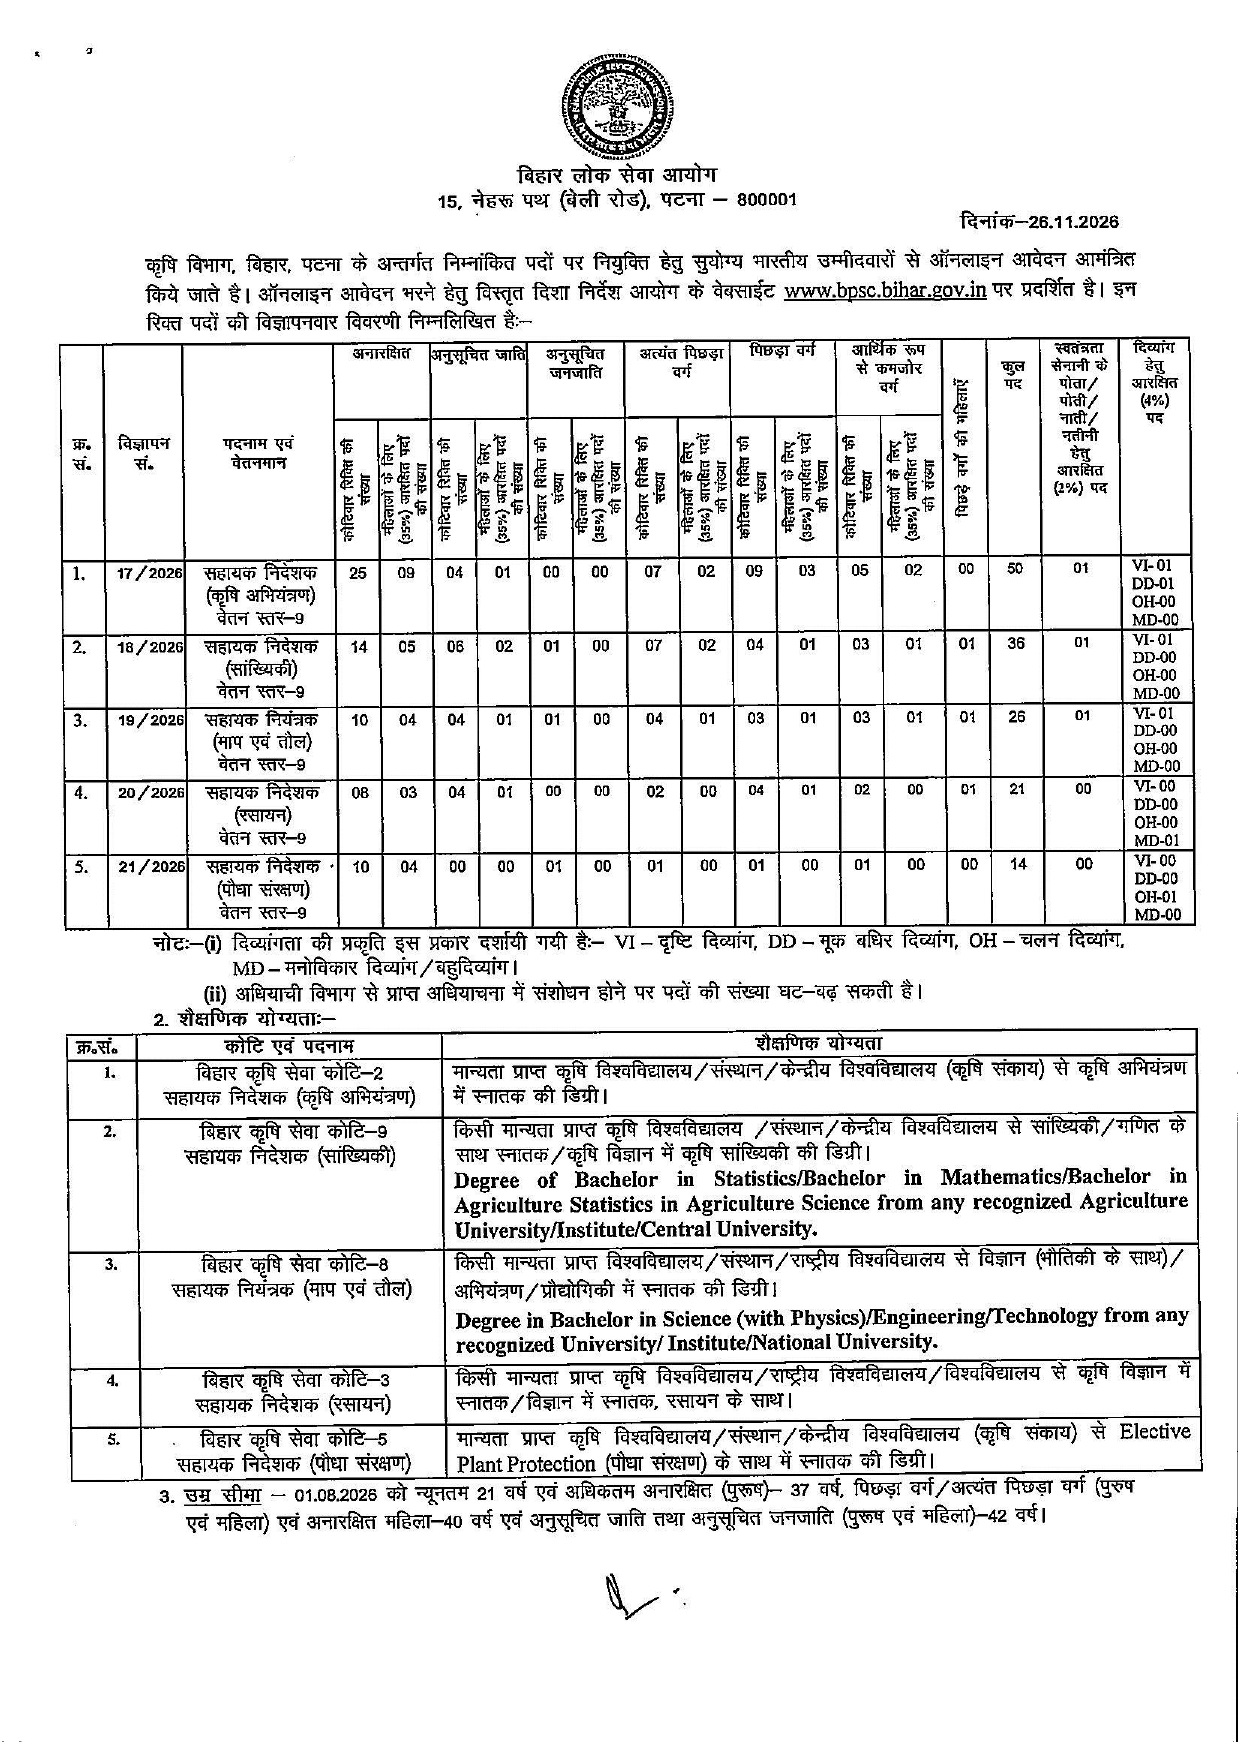 बिहार लोक सेवा आयोग
15, नेहरू पथ (बेली रोड), पटना – 800001
दिनांक–26.11.2026
कृषि विभाग, बिहार, पटना के अन्तर्गत निम्नांकित पदों पर नियुक्ति हेतु सुयोग्य भारतीय उम्मीदवारों से ऑनलाइन आवेदन आमंत्रित
किये जाते है। ऑनलाइन आवेदन भरने हेतु विस्तृत दिशा निर्देश आयोग के वेबसाईट www.bpsc.bihar.gov.in पर प्रदर्शित है। इन
रिक्त पदों की विज्ञापनवार विवरणी निम्नलिखित हैः–
क्र. सं. | विज्ञापन सं. | पदनाम एवं वेतनमान | अनारक्षित | अनुसूचित जाति | अनुसूचित जनजाति | अत्यंत पिछड़ा वर्ग | पिछड़ा वर्ग | आर्थिक रूप से कमजोर वर्ग | पिछड़े वर्गों की महिलाएं | कुल पद | स्वतंत्रता सेनानी के पोता/पोती/नाती/नतीनी हेतु आरक्षित (2%) पद | दिव्यांग हेतु आरक्षित (4%) पद
कोटिवार रिक्ति की संख्या | महिलाओं के लिए (35%) आरक्षित पदों की संख्या | कोटिवार रिक्ति की संख्या | महिलाओं के लिए (35%) आरक्षित पदों की संख्या | कोटिवार रिक्ति की संख्या | महिलाओं के लिए (35%) आरक्षित पदों की संख्या | कोटिवार रिक्ति की संख्या | महिलाओं के लिए (35%) आरक्षित पदों की संख्या | कोटिवार रिक्ति की संख्या | महिलाओं के लिए (35%) आरक्षित पदों की संख्या | कोटिवार रिक्ति की संख्या | महिलाओं के लिए (35%) आरक्षित पदों की संख्या
1. 17/2026 सहायक निदेशक 25 09 04 01 00 00 07 02 09 03 05 02 00 50 01 VI-01
(कृषि अभियंत्रण) DD-01
OH-00
वेतन स्तर–9 MD-00
2. 18/2026 सहायक निदेशक 14 05 06 02 01 00 07 02 04 01 03 01 01 36 01 VI-01
(सांख्यिकी) DD-00
OH-00
वेतन स्तर–9 MD-00
3. 19/2026 सहायक नियंत्रक 10 04 04 01 01 00 04 01 03 01 03 01 01 26 01 VI-01
(माप एवं तौल) DD-00
OH-00
वेतन स्तर–9 MD-00
4. 20/2026 सहायक निदेशक 08 03 04 01 00 00 02 00 04 01 02 00 01 21 00 VI-00
(रसायन) DD-00
OH-00
वेतन स्तर–9 MD-01
5. 21/2026 सहायक निदेशक 10 04 00 00 01 00 01 00 01 00 01 00 00 14 00 VI-00
(पौधा संरक्षण) DD-00
OH-01
वेतन स्तर–9 MD-00
नोटः–(i) दिव्यांगता की प्रकृति इस प्रकार दर्शायी गयी हैः– VI – दृष्टि दिव्यांग, DD – मूक बधिर दिव्यांग, OH – चलन दिव्यांग,
MD – मनोविकार दिव्यांग/बहुदिव्यांग।
(ii) अधियाची विभाग से प्राप्त अधियाचना में संशोधन होने पर पदों की संख्या घट–बढ़ सकती है।
2. शैक्षणिक योग्यताः–
क्र.सं. कोटि एवं पदनाम शैक्षणिक योग्यता
1. बिहार कृषि सेवा कोटि–2 मान्यता प्राप्त कृषि विश्वविद्यालय/संस्थान/केन्द्रीय विश्वविद्यालय (कृषि संकाय) से कृषि अभियंत्रण
सहायक निदेशक (कृषि अभियंत्रण) में स्नातक की डिग्री।
2. बिहार कृषि सेवा कोटि–9 किसी मान्यता प्राप्त कृषि विश्वविद्यालय /संस्थान/केन्द्रीय विश्वविद्यालय से सांख्यिकी/गणित के
सहायक निदेशक (सांख्यिकी) साथ स्नातक/कृषि विज्ञान में कृषि सांख्यिकी की डिग्री।
Degree of Bachelor in Statistics/Bachelor in Mathematics/Bachelor in
Agriculture Statistics in Agriculture Science from any recognized Agriculture
University/Institute/Central University.
3. बिहार कृषि सेवा कोटि–8 किसी मान्यता प्राप्त विश्वविद्यालय/संस्थान/राष्ट्रीय विश्वविद्यालय से विज्ञान (भौतिकी के साथ)/
सहायक नियंत्रक (माप एवं तौल) अभियंत्रण/प्रौद्योगिकी में स्नातक की डिग्री।
Degree in Bachelor in Science (with Physics)/Engineering/Technology from any
recognized University/ Institute/National University.
4. बिहार कृषि सेवा कोटि–3 किसी मान्यता प्राप्त कृषि विश्वविद्यालय/राष्ट्रीय विश्वविद्यालय/विश्वविद्यालय से कृषि विज्ञान में
सहायक निदेशक (रसायन) स्नातक/विज्ञान में स्नातक, रसायन के साथ।
5. बिहार कृषि सेवा कोटि–5 मान्यता प्राप्त कृषि विश्वविद्यालय/संस्थान/केन्द्रीय विश्वविद्यालय (कृषि संकाय) से Elective
सहायक निदेशक (पौधा संरक्षण) Plant Protection (पौधा संरक्षण) के साथ में स्नातक की डिग्री।
3. उम्र सीमा – 01.08.2026 को न्यूनतम 21 वर्ष एवं अधिकतम अनारक्षित (पुरूष)– 37 वर्ष, पिछड़ा वर्ग/अत्यंत पिछड़ा वर्ग (पुरुष
एवं महिला) एवं अनारक्षित महिला–40 वर्ष एवं अनुसूचित जाति तथा अनुसूचित जनजाति (पुरूष एवं महिला)–42 वर्ष।